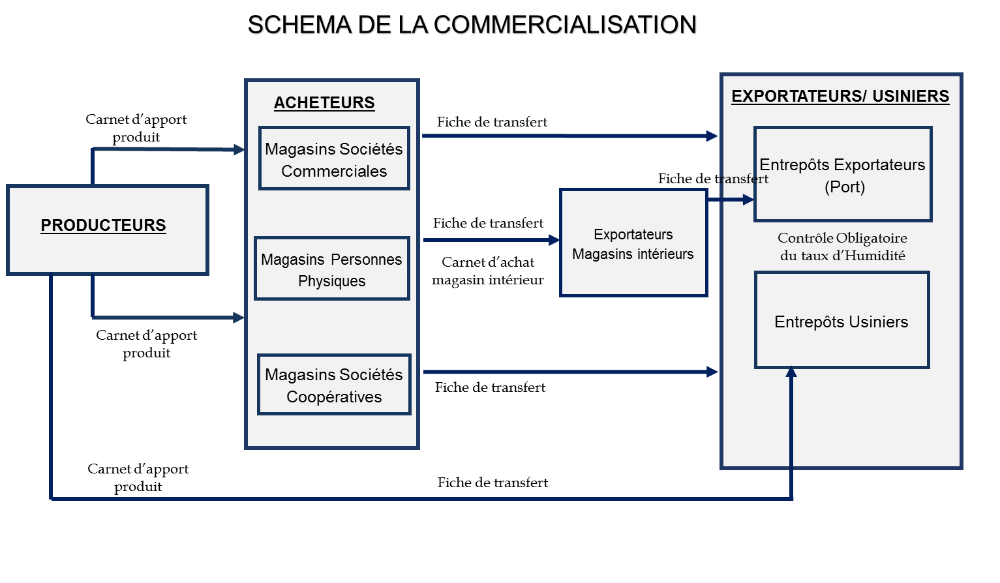 SCHEMA DE LA COMMERCIALISATION
Carnet d’apport
produit
PRODUCTEURS
Carnet d’apport
produit
Carnet d’apport
produit
ACHETEURS
Magasins Sociétés
Commerciales
Magasins Personnes
Physiques
Magasins Sociétés
Coopératives
Fiche de transfert
Fiche de transfert
Carnet d’achat
magasin intérieur
Fiche de transfert
Fiche de transfert
Exportateurs
Magasins intérieurs
Fiche de transfert
EXPORTATEURS/ USINIERS
Entrepôts Exportateurs
(Port)
Contrôle Obligatoire
du taux d’Humidité
Entrepôts Usiniers